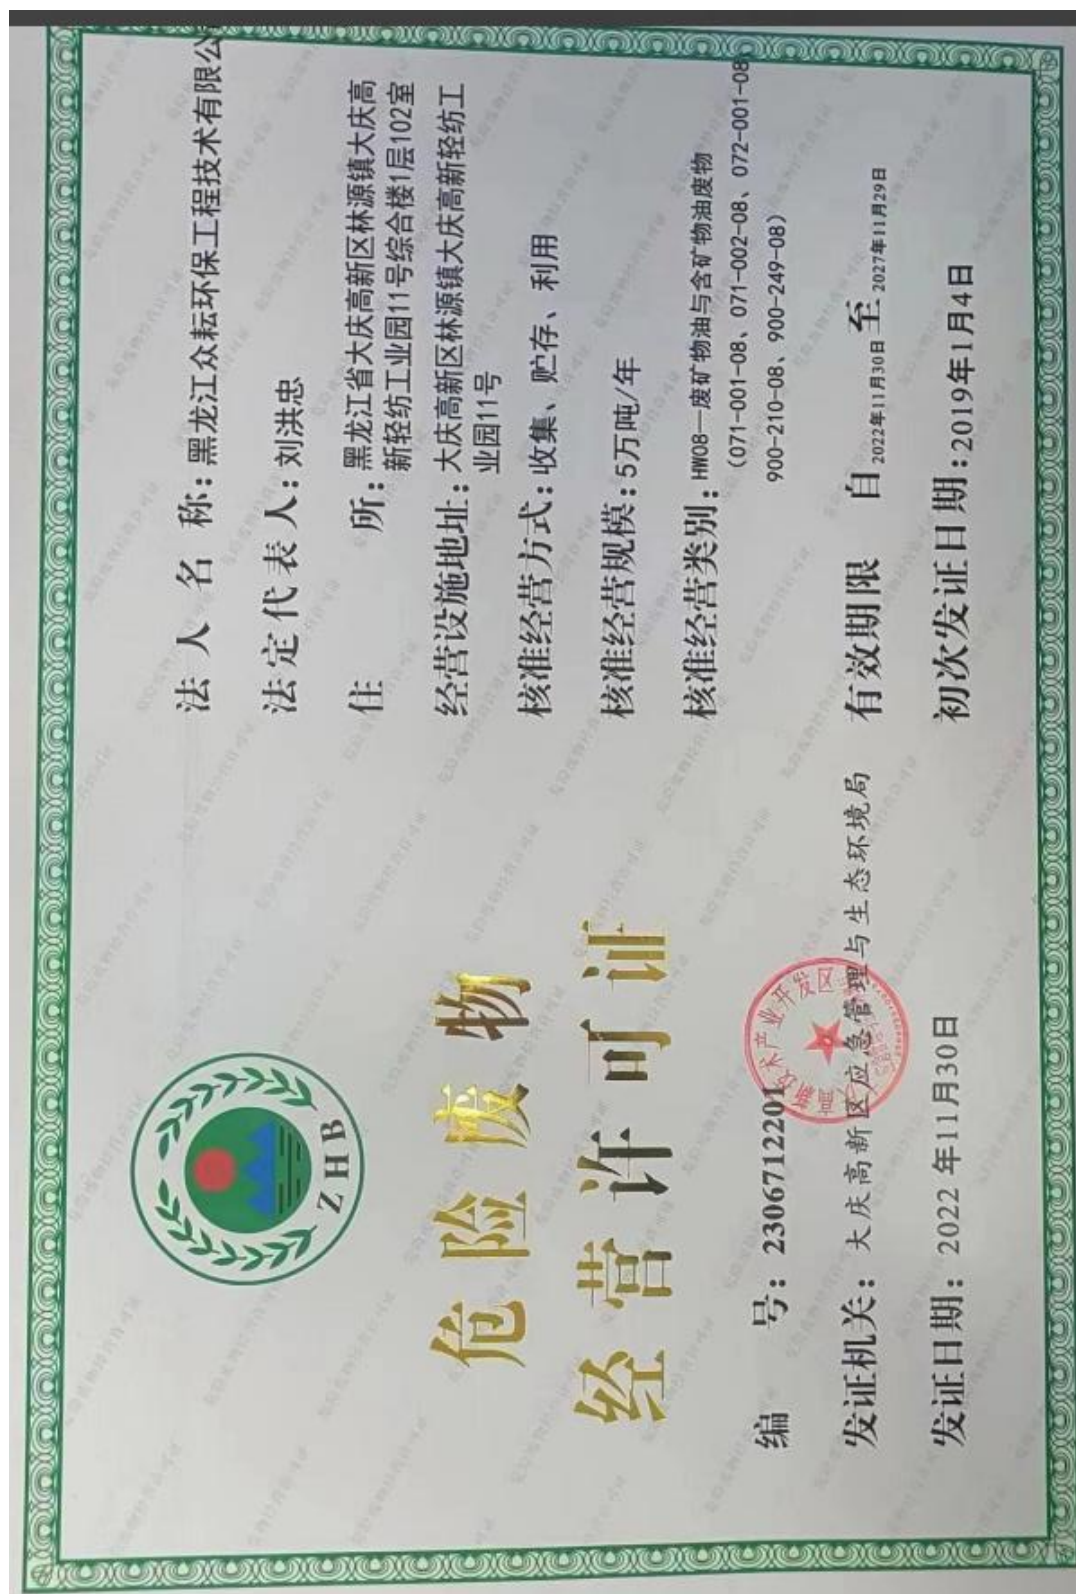 ZHB
危险废物
经营许可证
编 号：2306712201
发证机关：大庆高新区应急管理与生态环境局
发证日期：2022 年11月30日
法 人 名 称：黑龙江众耘环保工程技术有限公
法定代表人：刘洪忠
住 所：黑龙江省大庆高新区林源镇大庆高
新轻纺工业园11号综合楼1层102室
经营设施地址：大庆高新区林源镇大庆高新轻纺工
业园11号
核准经营方式：收集、贮存、利用
核准经营规模：5万吨/年
核准经营类别：HW08—废矿物油与含矿物油废物
（071-001-08、071-002-08、072-001-08
900-210-08、900-249-08）
有效期限 自2022年11月30日至2027年11月29日
初次发证日期：2019年1月4日